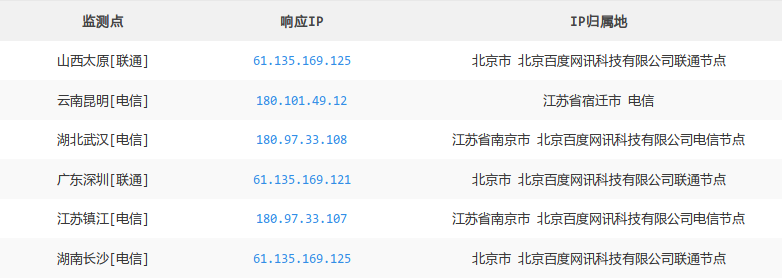 监测点 响应IP IP归属地
山西太原[联通] 61.135.169.125 北京市 北京百度网讯科技有限公司联通节点
云南昆明[电信] 180.101.49.12 江苏省宿迁市 电信
湖北武汉[电信] 180.97.33.108 江苏省南京市 北京百度网讯科技有限公司电信节点
广东深圳[联通] 61.135.169.121 北京市 北京百度网讯科技有限公司联通节点
江苏镇江[电信] 180.97.33.107 江苏省南京市 北京百度网讯科技有限公司电信节点
湖南长沙[电信] 61.135.169.125 北京市 北京百度网讯科技有限公司联通节点